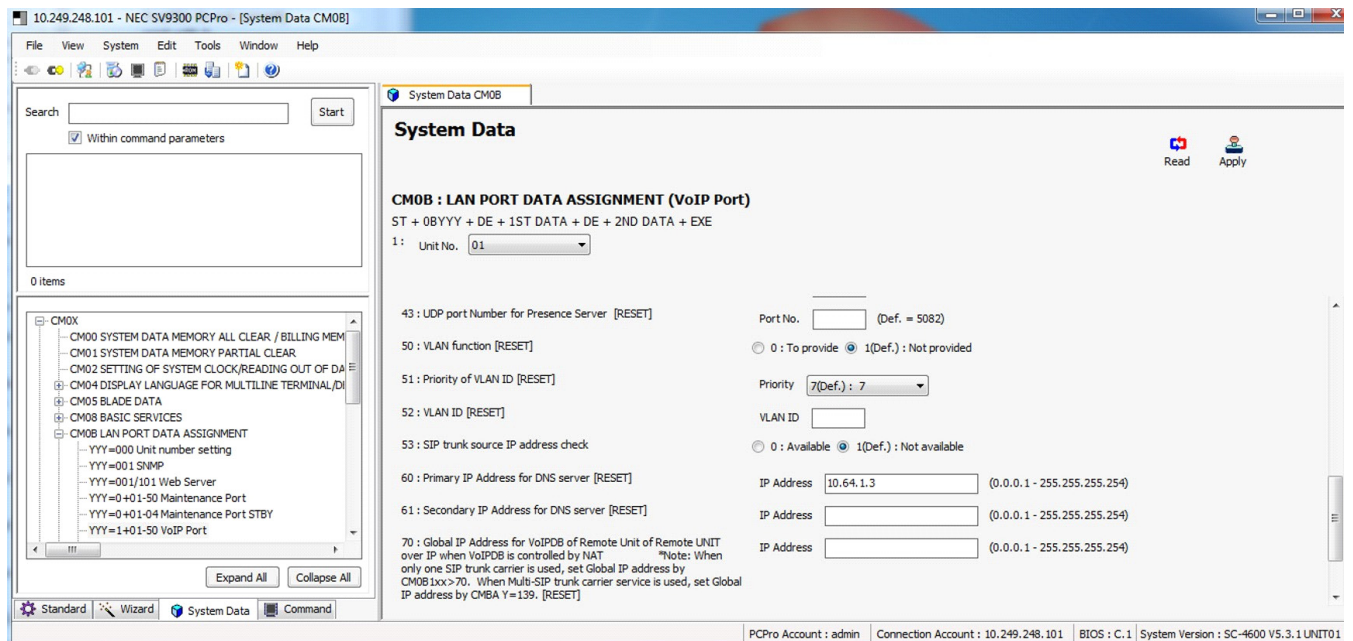 10.249.248.101 - NEC SV9300 PCPro - [System Data CM0B]
File View System Edit Tools Window Help
Search
Start
Within command parameters
0 items
CM0X
CM00 SYSTEM DATA MEMORY ALL CLEAR / BILLING MEM
CM01 SYSTEM DATA MEMORY PARTIAL CLEAR
CM02 SETTING OF SYSTEM CLOCK/READING OUT OF DA
CM04 DISPLAY LANGUAGE FOR MULTILINE TERMINAL/DI
CM05 BLADE DATA
CM08 BASIC SERVICES
CM0B LAN PORT DATA ASSIGNMENT
YYY=000 Unit number setting
YYY=001 SNMP
YYY=001/101 Web Server
YYY=0+01-50 Maintenance Port
YYY=0+01-04 Maintenance Port STBY
YYY=1+01-50 VoIP Port
Expand All Collapse All
Standard Wizard System Data Command
System Data CM0B
System Data
Read Apply
CM0B : LAN PORT DATA ASSIGNMENT (VoIP Port)
ST + 0BYYY + DE + 1ST DATA + DE + 2ND DATA + EXE
1 : Unit No. 01
43 : UDP port Number for Presence Server [RESET] Port No. (Def. = 5082)
50 : VLAN function [RESET] 0 : To provide 1(Def.) : Not provided
51 : Priority of VLAN ID [RESET] Priority 7(Def.) : 7
52 : VLAN ID [RESET] VLAN ID
53 : SIP trunk source IP address check 0 : Available 1(Def.) : Not available
60 : Primary IP Address for DNS server [RESET] IP Address 10.64.1.3 (0.0.0.1 - 255.255.255.254)
61 : Secondary IP Address for DNS server [RESET] IP Address (0.0.0.1 - 255.255.255.254)
70 : Global IP Address for VoIPDB of Remote Unit of Remote UNIT IP Address (0.0.0.1 - 255.255.255.254)
over IP when VoIPDB is controlled by NAT *Note: When
only one SIP trunk carrier is used, set Global IP address by
CM0B1xx>70. When Multi-SIP trunk carrier service is used, set Global
IP address by CMBA Y=139. [RESET]
PCPro Account : admin Connection Account : 10.249.248.101 BIOS : C.1 System Version : SC-4600 V5.3.1 UNIT01